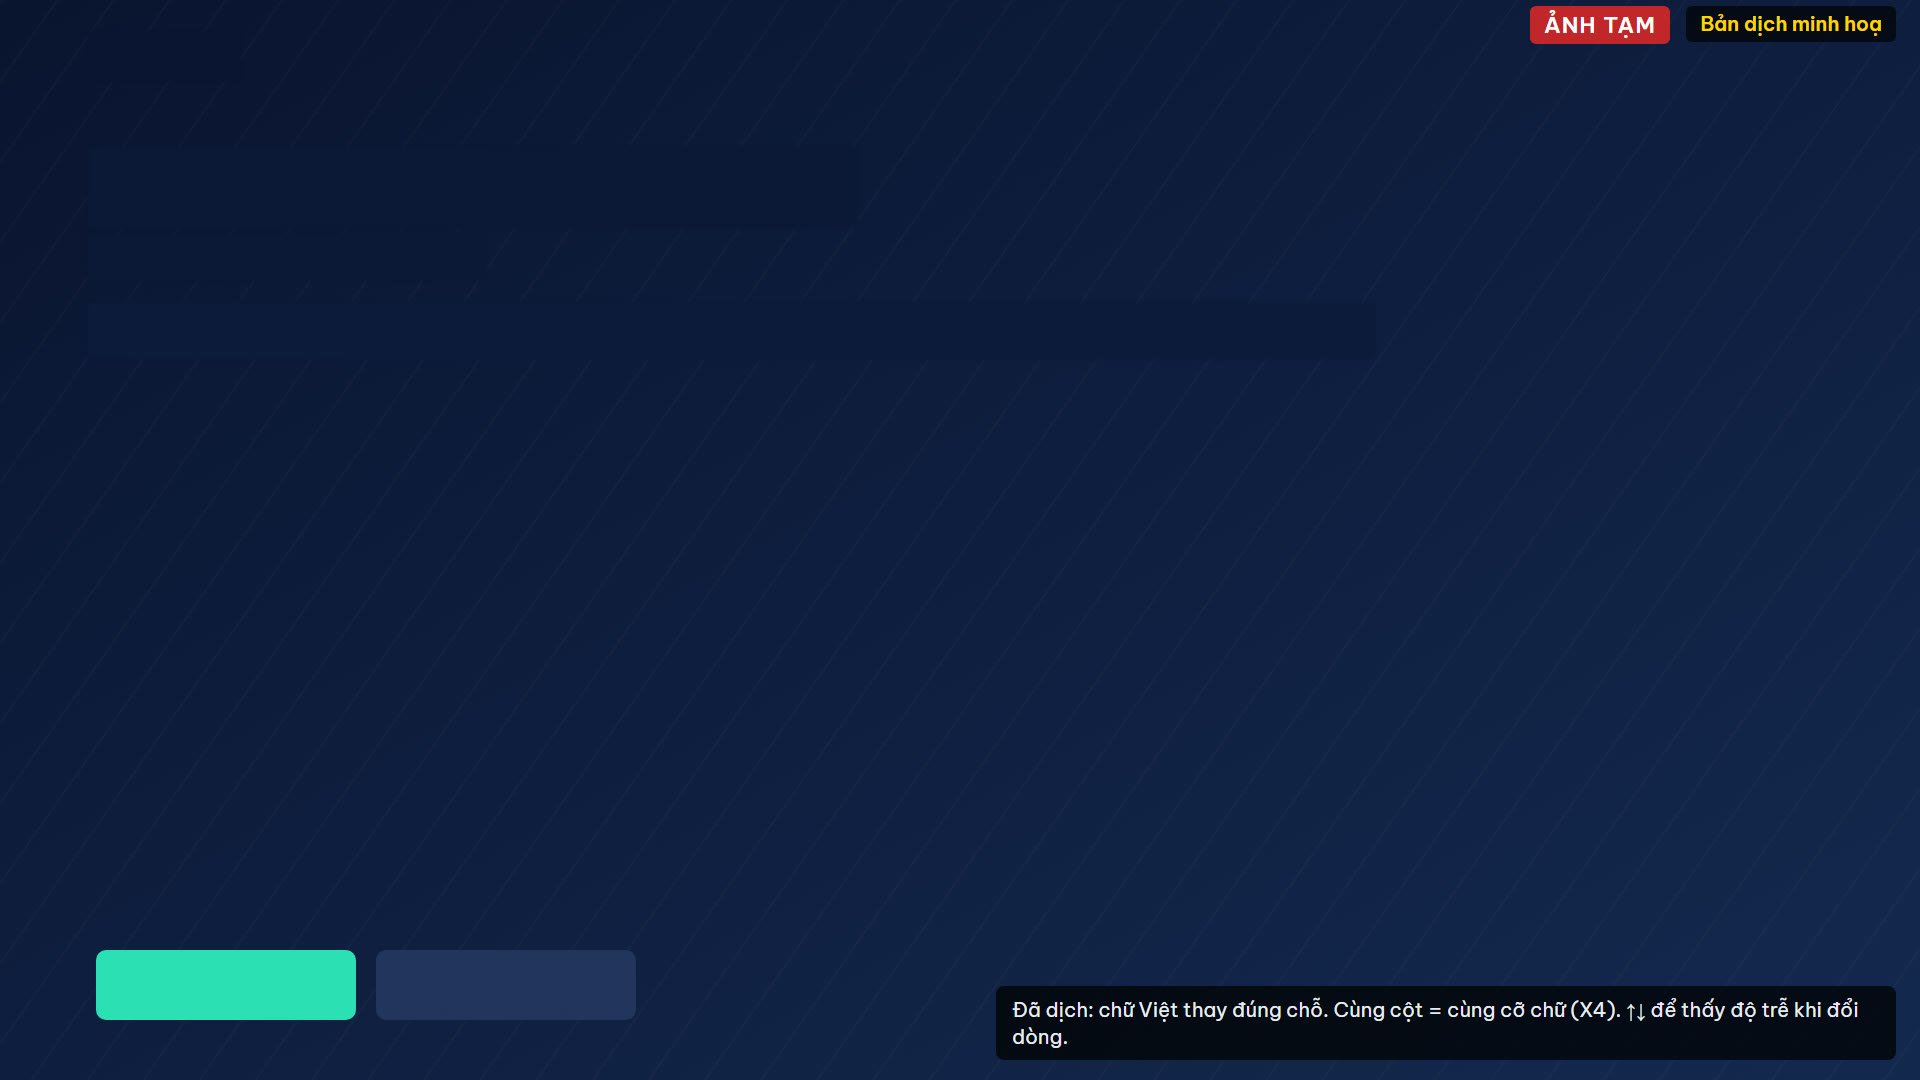 ẢNH TẠM
Bản dịch minh hoạ
Đã dịch: chữ Việt thay đúng chỗ. Cùng cột = cùng cỡ chữ (X4). ↑↓ để thấy độ trễ khi đổi
dòng.